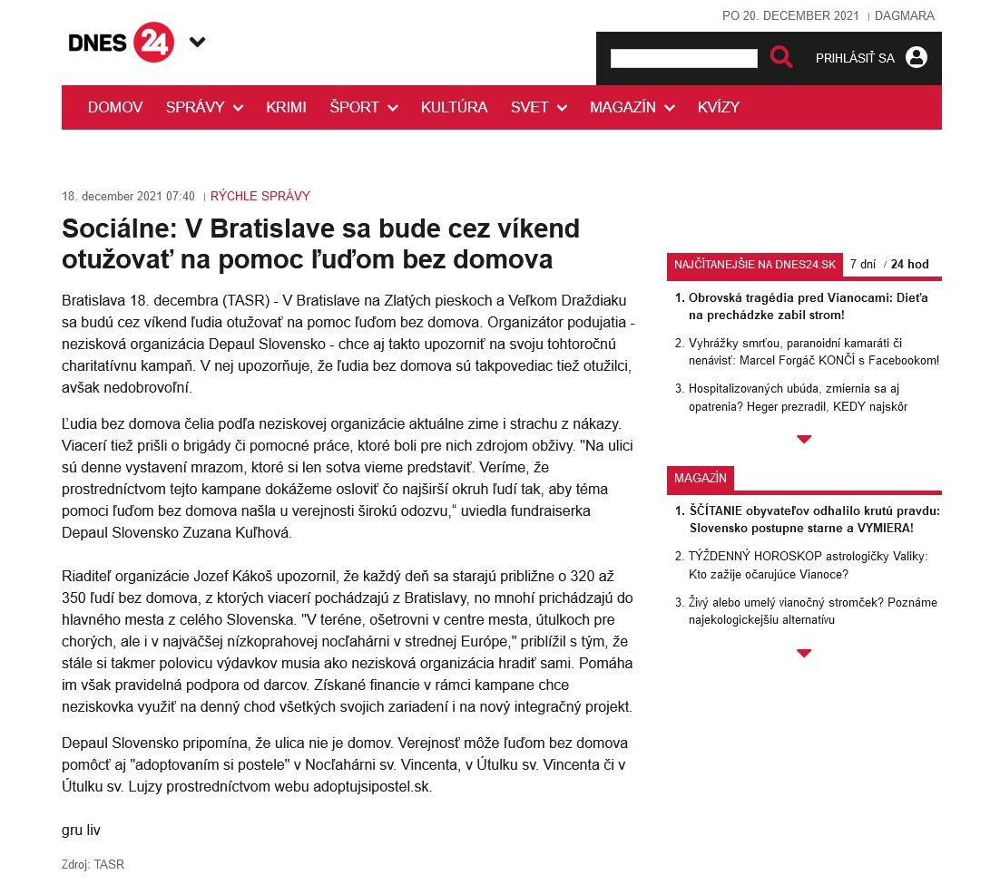 PO 20. DECEMBER 2021 | DAGMARA
DNES 24
PRIHLÁSIŤ SA
DOMOV SPRÁVY KRIMI ŠPORT KULTÚRA SVET MAGAZÍN KVÍZY
18. december 2021 07:40 | RÝCHLE SPRÁVY
Sociálne: V Bratislave sa bude cez víkend
otužovať na pomoc ľuďom bez domova
Bratislava 18. decembra (TASR) - V Bratislave na Zlatých pieskoch a Veľkom Draždiaku
sa budú cez víkend ľudia otužovať na pomoc ľuďom bez domova. Organizátor podujatia -
nezisková organizácia Depaul Slovensko - chce aj takto upozorniť na svoju tohtoročnú
charitatívnu kampaň. V nej upozorňuje, že ľudia bez domova sú takpovediac tiež otužilci,
avšak nedobrovoľní.
Ľudia bez domova čelia podľa neziskovej organizácie aktuálne zime i strachu z nákazy.
Viacerí tiež prišli o brigády či pomocné práce, ktoré boli pre nich zdrojom obživy. "Na ulici
sú denne vystavení mrazom, ktoré si len sotva vieme predstaviť. Veríme, že
prostredníctvom tejto kampane dokážeme osloviť čo najširší okruh ľudí tak, aby téma
pomoci ľuďom bez domova našla u verejnosti širokú odozvu,“ uviedla fundraiserka
Depaul Slovensko Zuzana Kuľhová.
Riaditeľ organizácie Jozef Kákoš upozornil, že každý deň sa starajú približne o 320 až
350 ľudí bez domova, z ktorých viacerí pochádzajú z Bratislavy, no mnohí prichádzajú do
hlavného mesta z celého Slovenska. "V teréne, ošetrovni v centre mesta, útulkoch pre
chorých, ale i v najväčšej nízkoprahovej nocľahárni v strednej Európe," priblížil s tým, že
stále si takmer polovicu výdavkov musia ako nezisková organizácia hradiť sami. Pomáha
im však pravidelná podpora od darcov. Získané financie v rámci kampane chce
neziskovka využiť na denný chod všetkých svojich zariadení i na nový integračný projekt.
Depaul Slovensko pripomína, že ulica nie je domov. Verejnosť môže ľuďom bez domova
pomôcť aj "adoptovaním si postele" v Nocľahárni sv. Vincenta, v Útulku sv. Vincenta či v
Útulku sv. Lujzy prostredníctvom webu adoptujsipostel.sk.
gru liv
Zdroj: TASR
NAJČÍTANEJŠIE NA DNES24.SK 7 dní / 24 hod
1. Obrovská tragédia pred Vianocami: Dieťa
na prechádzke zabil strom!
2. Vyhrážky smrťou, paranoidní kamaráti či
nenávisť: Marcel Forgáč KONČÍ s Facebookom!
3. Hospitalizovaných ubúda, zmiernia sa aj
opatrenia? Heger prezradil, KEDY najskôr
MAGAZÍN
1. ŠČÍTANIE obyvateľov odhalilo krutú pravdu:
Slovensko postupne starne a VYMIERA!
2. TÝŽDENNÝ HOROSKOP astrologičky Valiky:
Kto zažije očarujúce Vianoce?
3. Živý alebo umelý vianočný stromček? Poznáme
najekologickejšiu alternatívu